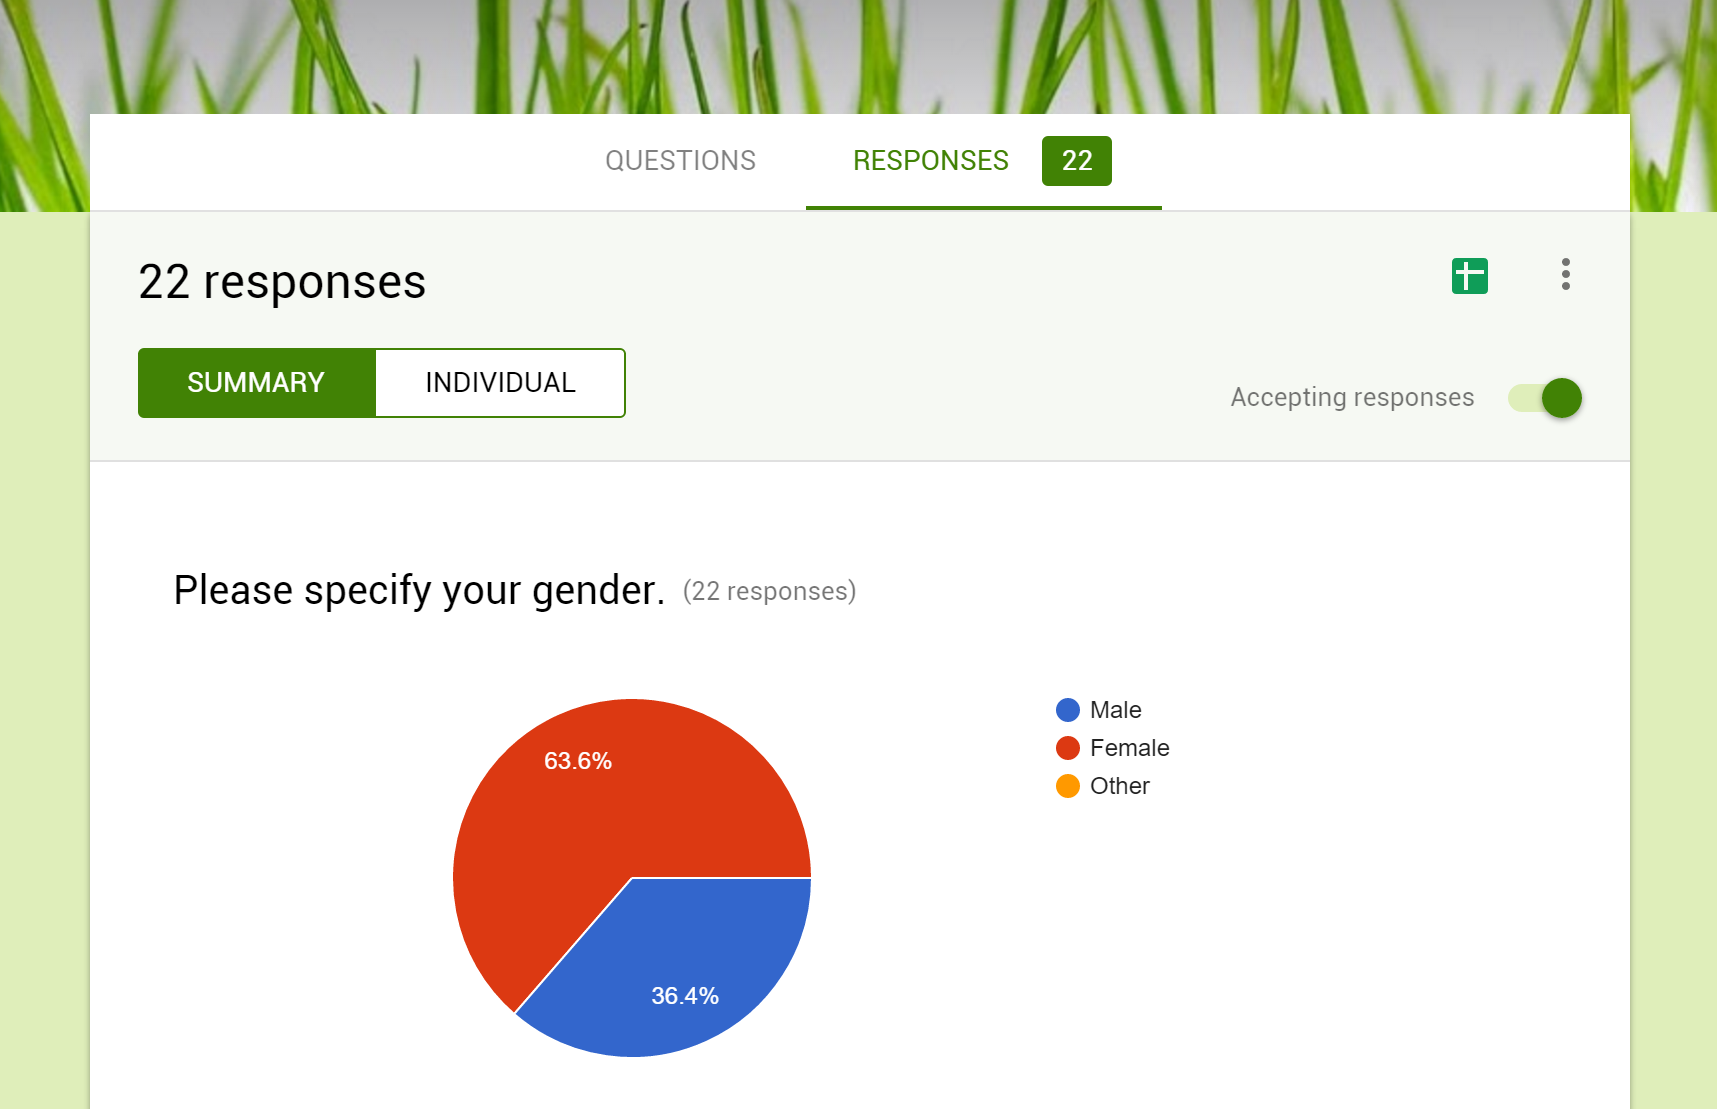 QUESTIONS RESPONSES 22
22 responses
SUMMARY INDIVIDUAL
Accepting responses
Please specify your gender. (22 responses)
Male
Female
Other
63.6%
36.4%